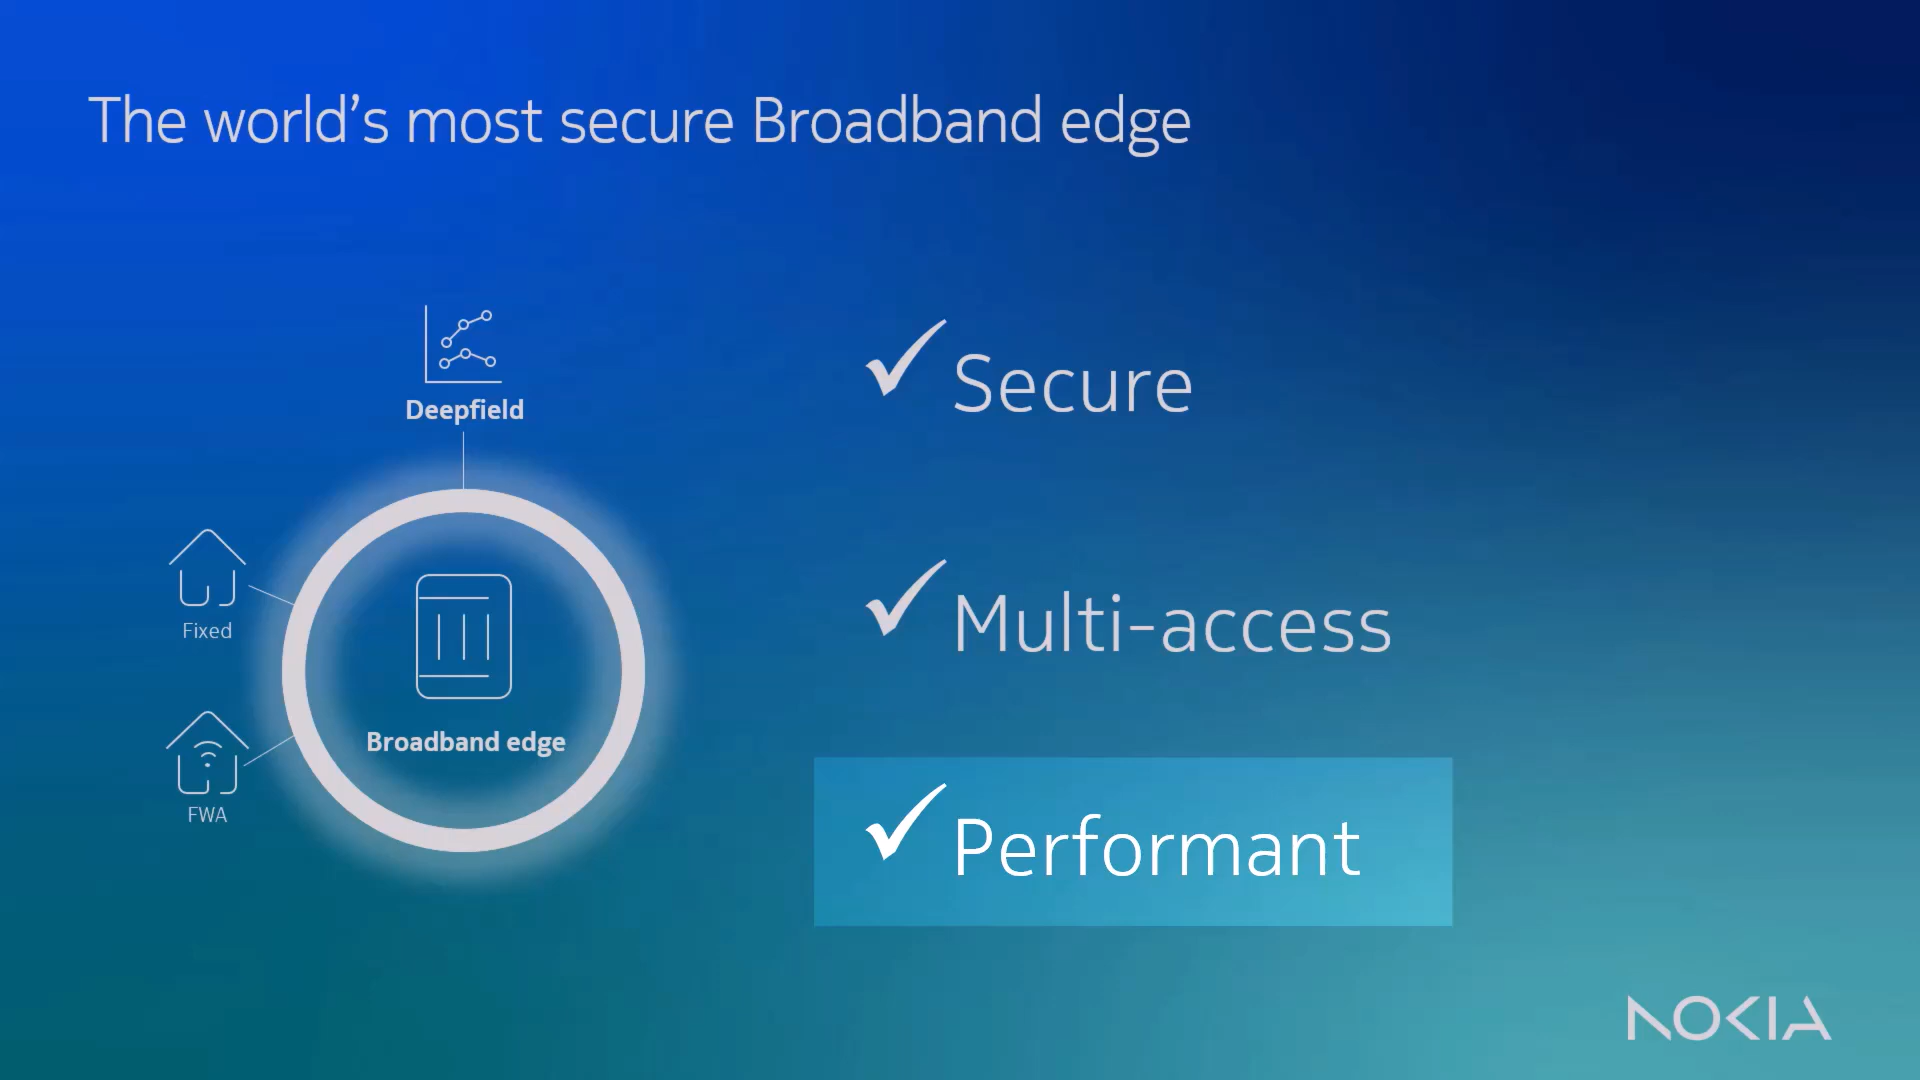 The world’s most secure Broadband edge
Deepfield
Fixed
Broadband edge
FWA
Secure
Multi-access
Performant
NOKIA